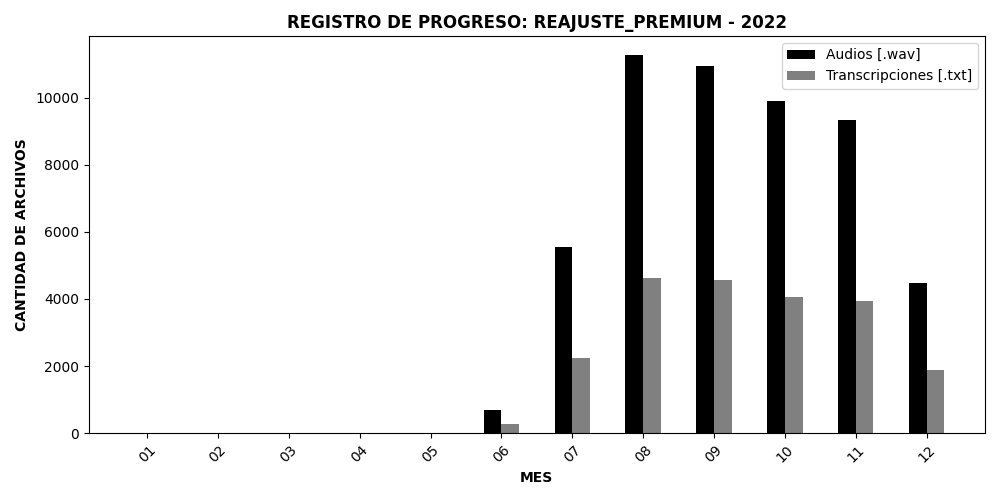 REGISTRO DE PROGRESO: REAJUSTE_PREMIUM - 2022
Audios [.wav]
Transcripciones [.txt]
CANTIDAD DE ARCHIVOS
10000
8000
6000
4000
2000
0
01 02 03 04 05 06 07 08 09 10 11 12
MES